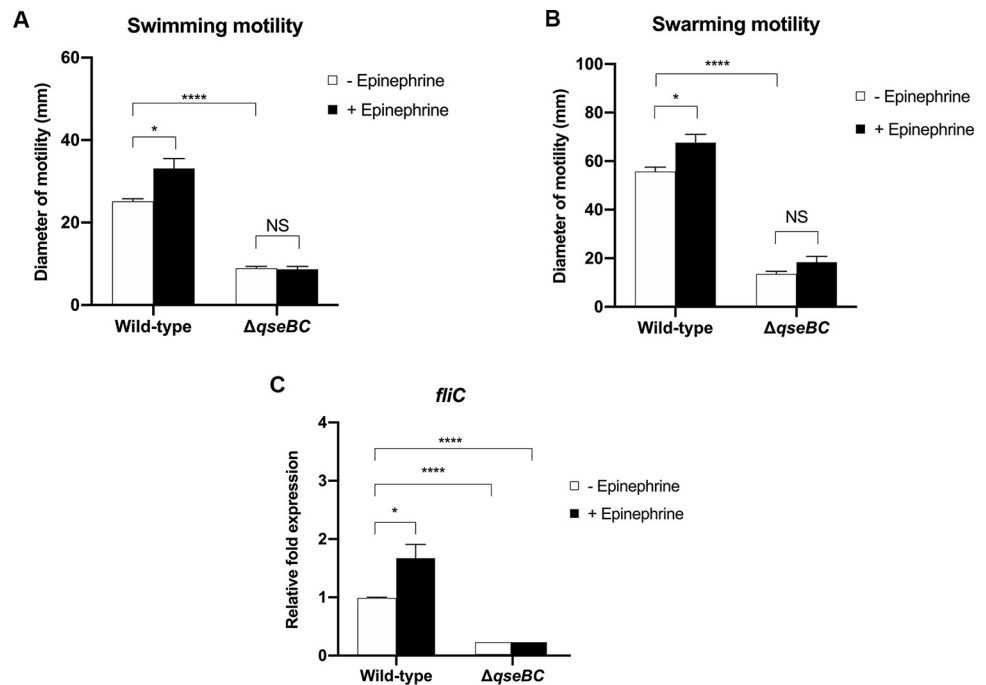 A
Swimming motility
Diameter of motility (mm)
60
40
20
0
****
*
NS
- Epinephrine
+ Epinephrine
Wild-type
ΔqseBC
B
Swarming motility
Diameter of motility (mm)
100
80
60
40
20
0
****
*
NS
- Epinephrine
+ Epinephrine
Wild-type
ΔqseBC
C
fliC
Relative fold expression
4
3
2
1
0
****
****
*
- Epinephrine
+ Epinephrine
Wild-type
ΔqseBC